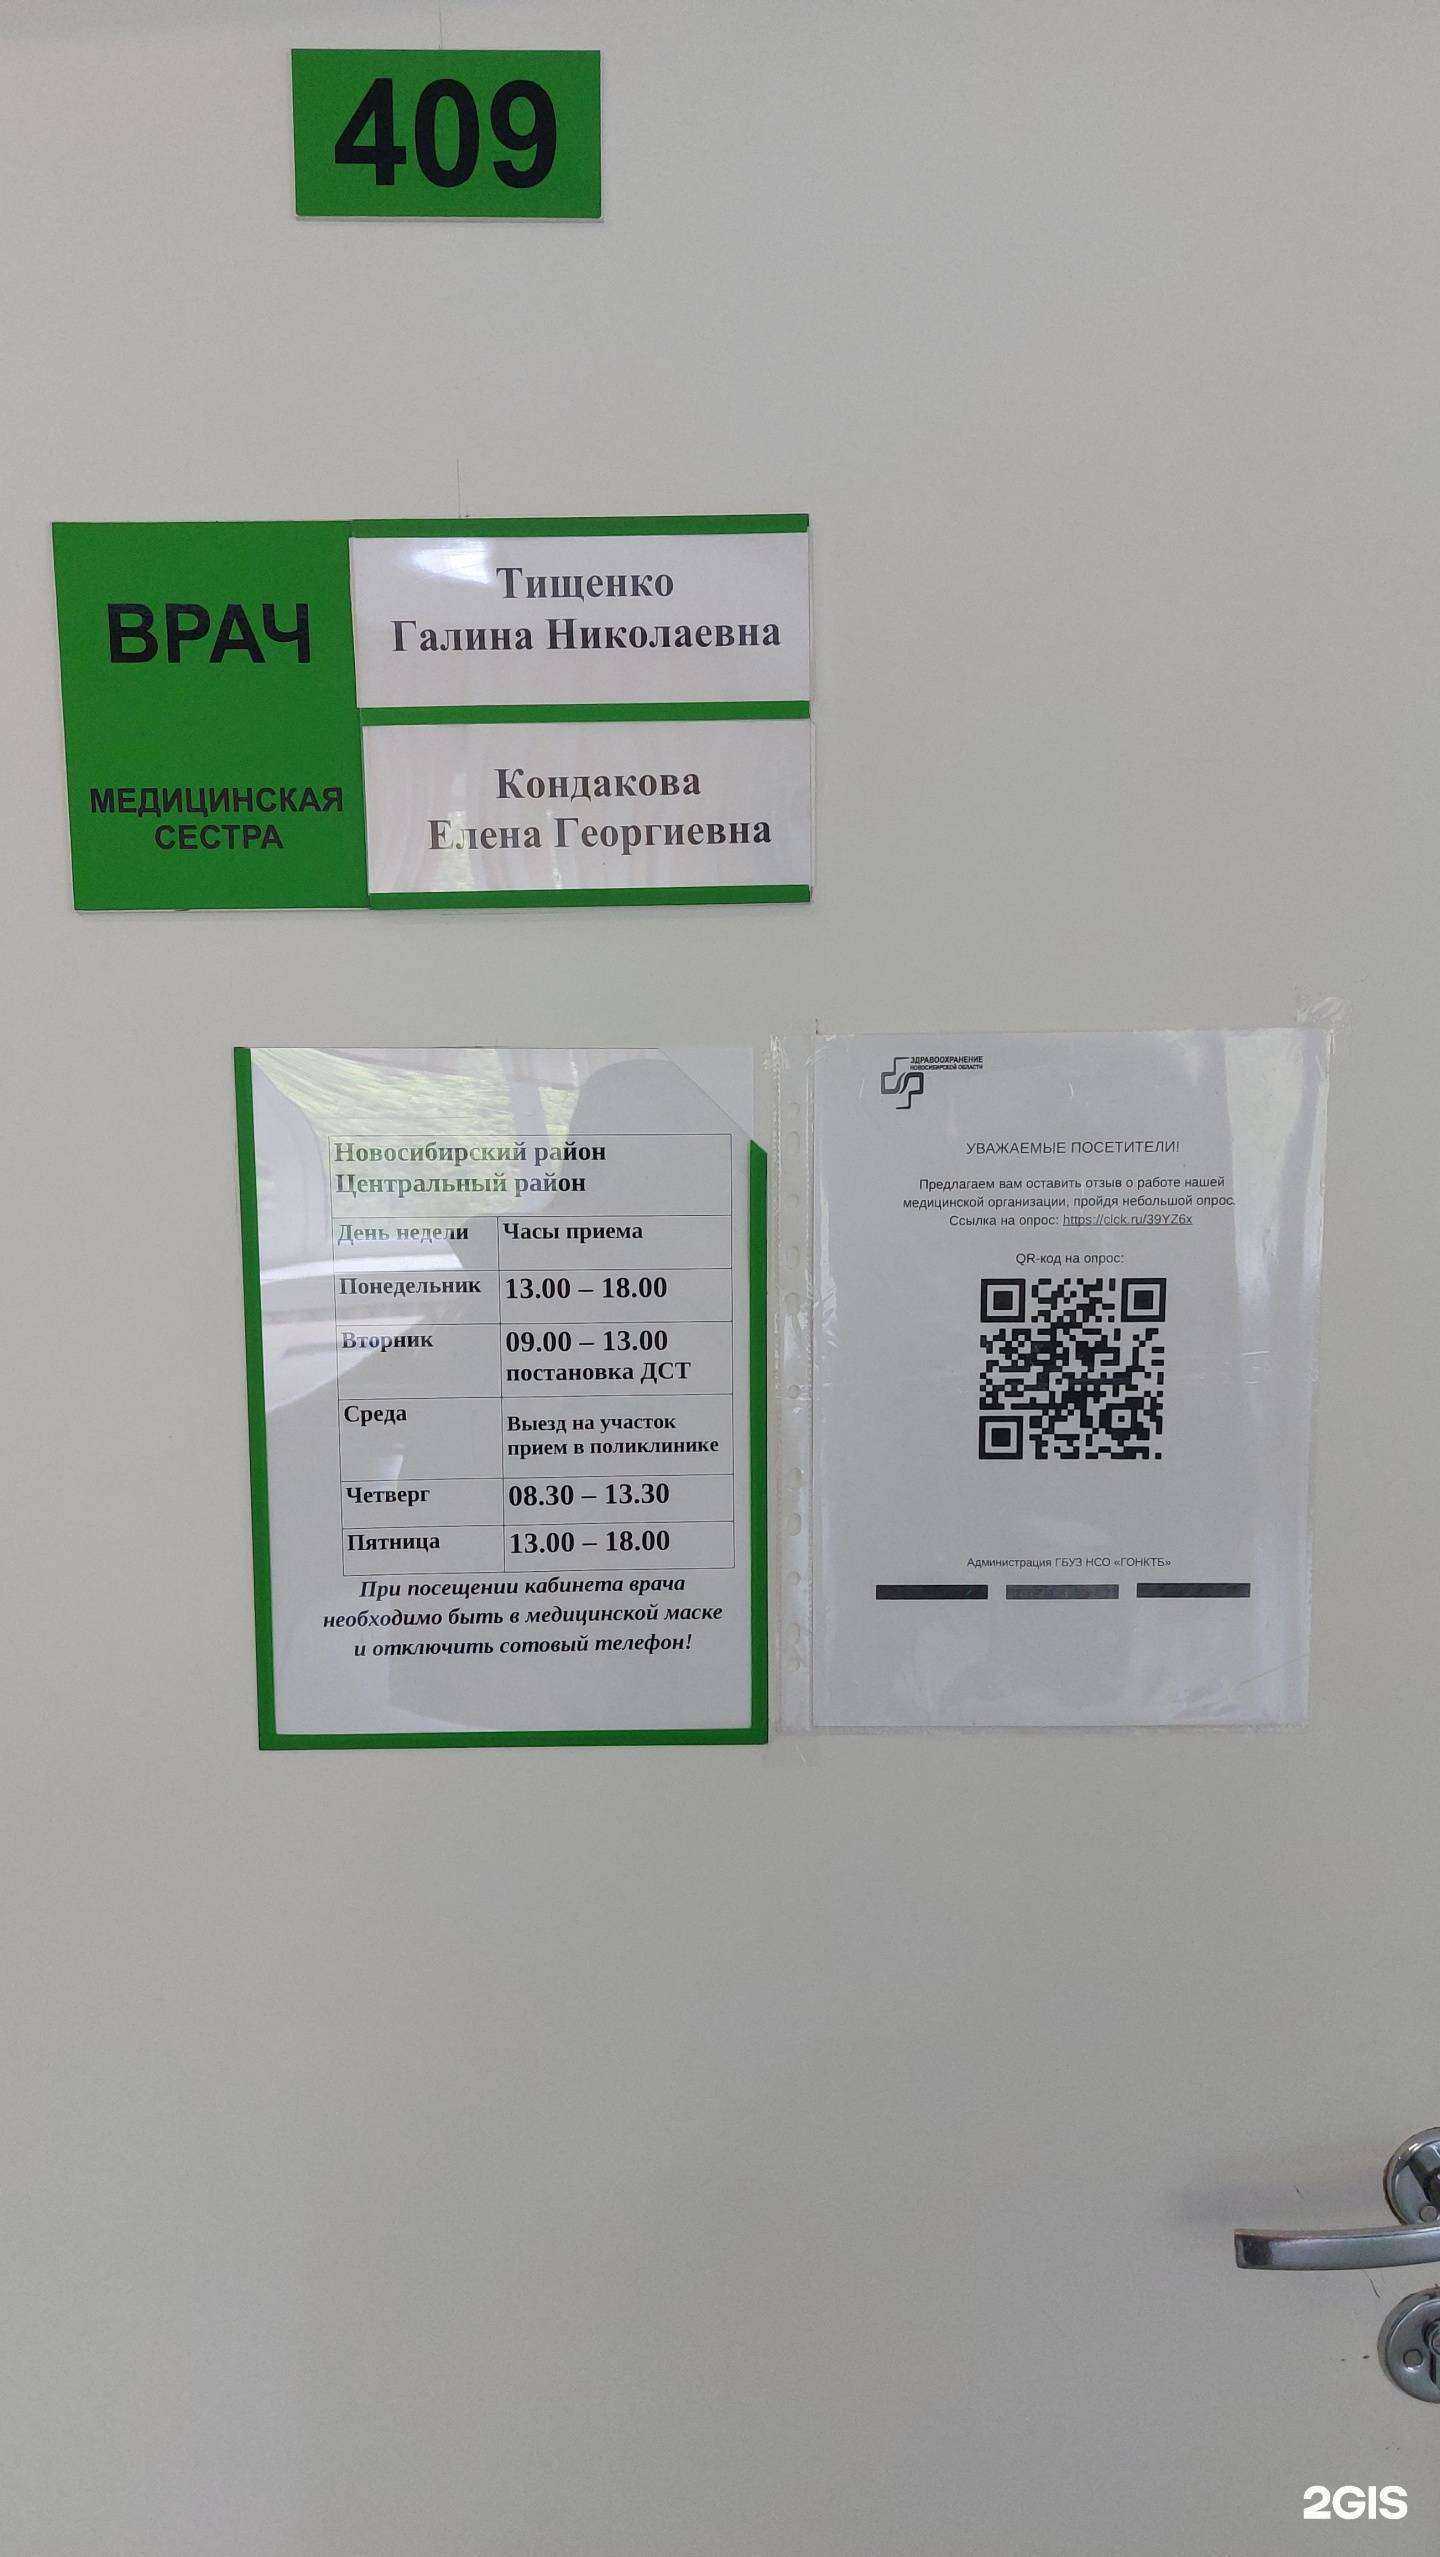 409
ВРАЧ
Тищенко
Галина Николаевна
МЕДИЦИНСКАЯ
СЕСТРА
Кондакова
Елена Георгиевна
Новосибирский район
Центральный район
День недели Часы приема
Понедельник 13.00 – 18.00
Вторник 09.00 – 13.00
постановка ДСТ
Среда Выезд на участок
прием в поликлинике
Четверг 08.30 – 13.30
Пятница 13.00 – 18.00
При посещении кабинета врача
необходимо быть в медицинской маске
и отключить сотовый телефон!
ЗДРАВООХРАНЕНИЕ
НОВОСИБИРСКОЙ ОБЛАСТИ
УВАЖАЕМЫЕ ПОСЕТИТЕЛИ!
Предлагаем вам оставить отзыв о работе нашей
медицинской организации, пройдя небольшой опрос.
Ссылка на опрос: https://clck.ru/39YZ6x
QR-код на опрос:
Администрация ГБУЗ НСО «ГОНКТБ»
2GIS